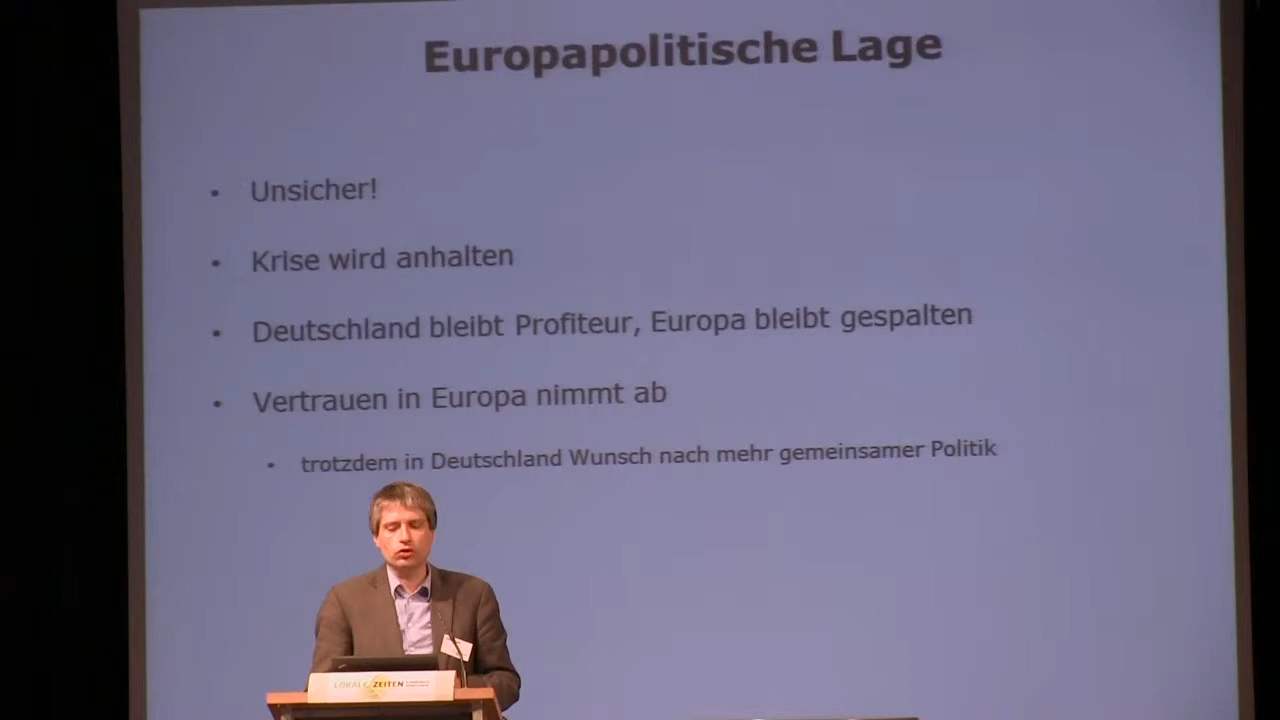 Europapolitische Lage
• Unsicher!
• Krise wird anhalten
• Deutschland bleibt Profiteur, Europa bleibt gespalten
• Vertrauen in Europa nimmt ab
• trotzdem in Deutschland Wunsch nach mehr gemeinsamer Politik
LOKALE ZEITEN